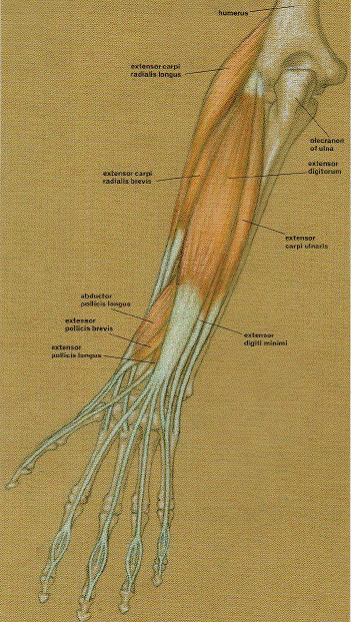 humerus
extensor carpi
radialis longus
olecranon
of ulna
extensor
digitorum
extensor carpi
radialis brevis
extensor
carpi ulnaris
abductor
pollicis longus
extensor
pollicis brevis
extensor
digiti minimi
extensor
pollicis longus